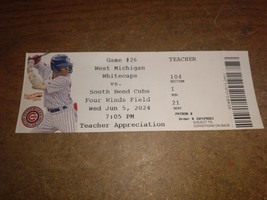 Game #26
West Michigan
Whitecaps
vs.
South Bend Cubs
Four Winds Field
Wed Jun 5, 2024
7:05 PM
Teacher Appreciation
TEACHER
104
SECTION
I
ROW
21
SEAT